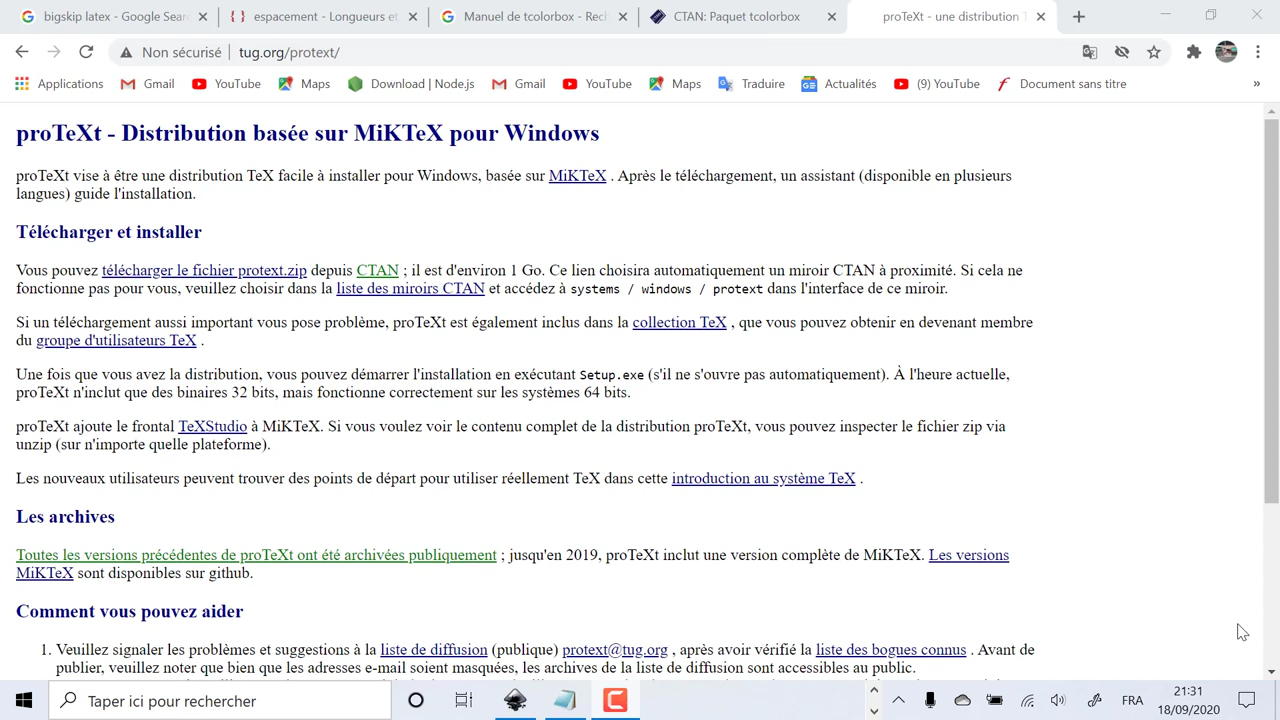 bigskip latex - Google Sear
espacement - Longueurs et
Manuel de tcolorbox - Rech
CTAN: Paquet tcolorbox
proTeXt - une distribution T
Non sécurisé | tug.org/protext/
Applications Gmail YouTube Maps Download | Node.js Gmail YouTube Maps Traduire Actualités (9) YouTube Document sans titre »
proTeXt - Distribution basée sur MiKTeX pour Windows
proTeXt vise à être une distribution TeX facile à installer pour Windows, basée sur MiKTeX . Après le téléchargement, un assistant (disponible en plusieurs
langues) guide l'installation.
Télécharger et installer
Vous pouvez télécharger le fichier protext.zip depuis CTAN ; il est d'environ 1 Go. Ce lien choisira automatiquement un miroir CTAN à proximité. Si cela ne
fonctionne pas pour vous, veuillez choisir dans la liste des miroirs CTAN et accédez à systems / windows / protext dans l'interface de ce miroir.
Si un téléchargement aussi important vous pose problème, proTeXt est également inclus dans la collection TeX , que vous pouvez obtenir en devenant membre
du groupe d'utilisateurs TeX .
Une fois que vous avez la distribution, vous pouvez démarrer l'installation en exécutant Setup.exe (s'il ne s'ouvre pas automatiquement). À l'heure actuelle,
proTeXt n'inclut que des binaires 32 bits, mais fonctionne correctement sur les systèmes 64 bits.
proTeXt ajoute le frontal TeXStudio à MiKTeX. Si vous voulez voir le contenu complet de la distribution proTeXt, vous pouvez inspecter le fichier zip via
unzip (sur n'importe quelle plateforme).
Les nouveaux utilisateurs peuvent trouver des points de départ pour utiliser réellement TeX dans cette introduction au système TeX .
Les archives
Toutes les versions précédentes de proTeXt ont été archivées publiquement ; jusqu'en 2019, proTeXt inclut une version complète de MiKTeX. Les versions
MiKTeX sont disponibles sur github.
Comment vous pouvez aider
1. Veuillez signaler les problèmes et suggestions à la liste de diffusion (publique) protext@tug.org , après avoir vérifié la liste des bogues connus . Avant de
publier, veuillez noter que bien que les adresses e-mail soient masquées, les archives de la liste de diffusion sont accessibles au public.
Taper ici pour rechercher
FRA
21:31
18/09/2020